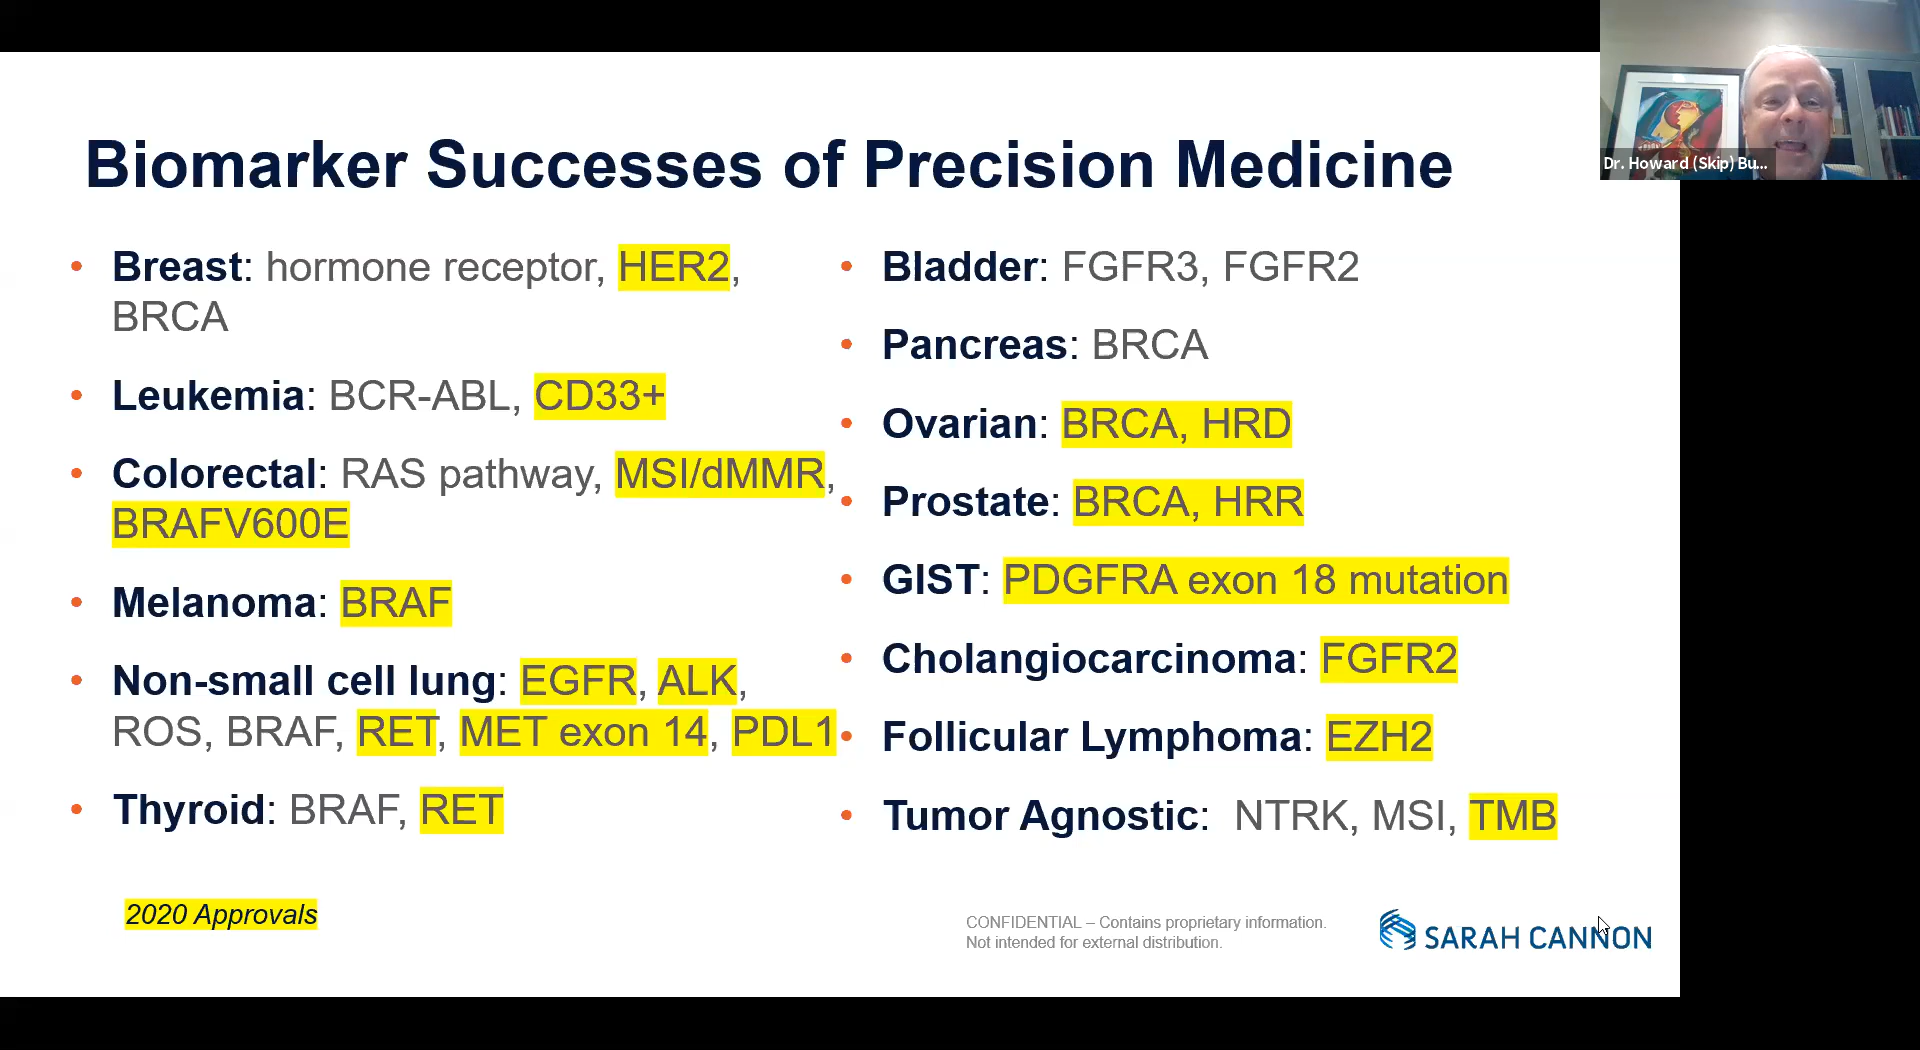 Biomarker Successes of Precision Medicine
Dr. Howard (Skip) Bu...
• Breast: hormone receptor, HER2,
BRCA
• Leukemia: BCR-ABL, CD33+
• Colorectal: RAS pathway, MSI/dMMR,
BRAFV600E
• Melanoma: BRAF
• Non-small cell lung: EGFR, ALK,
ROS, BRAF, RET, MET exon 14, PDL1
• Thyroid: BRAF, RET
• Bladder: FGFR3, FGFR2
• Pancreas: BRCA
• Ovarian: BRCA, HRD
• Prostate: BRCA, HRR
• GIST: PDGFRA exon 18 mutation
• Cholangiocarcinoma: FGFR2
• Follicular Lymphoma: EZH2
• Tumor Agnostic: NTRK, MSI, TMB
2020 Approvals
CONFIDENTIAL – Contains proprietary information.
Not intended for external distribution.
SARAH CANNON